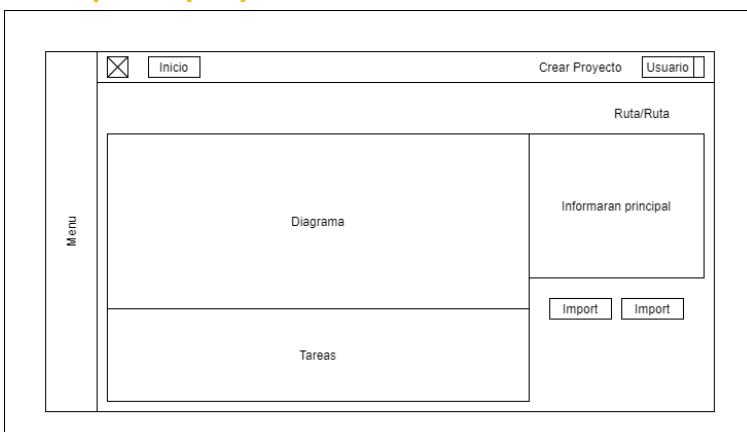 Inicio
Crear Proyecto
Usuario
Ruta/Ruta
Menu
Diagrama
Informaran principal
Import
Import
Tareas